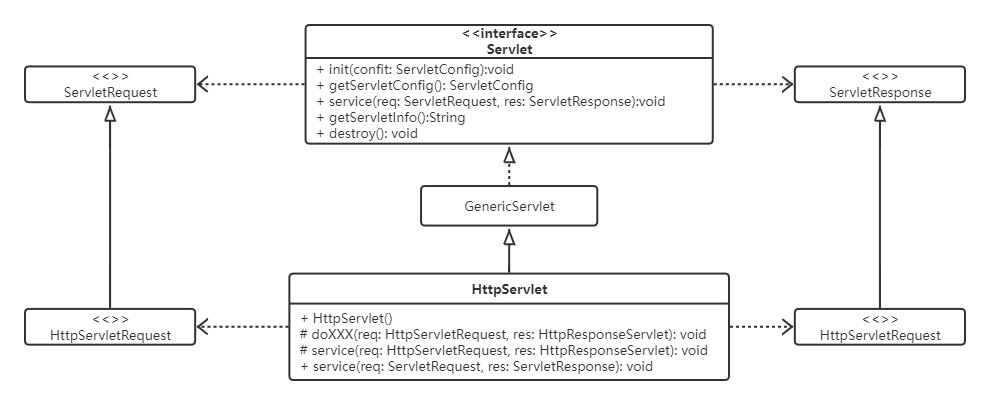 <<interface>>
Servlet
+ init(confit: ServletConfig):void
+ getServletConfig(): ServletConfig
+ service(req: ServletRequest, res: ServletResponse):void
+ getServletInfo():String
+ destroy(): void
<<>>
ServletRequest
<<>>
ServletResponse
GenericServlet
HttpServlet
+ HttpServlet()
# doXXX(req: HttpServletRequest, res: HttpResponseServlet): void
# service(req: HttpServletRequest, res: HttpResponseServlet): void
+ service(req: ServletRequest, res: ServletResponse): void
<<>>
HttpServletRequest
<<>>
HttpServletRequest